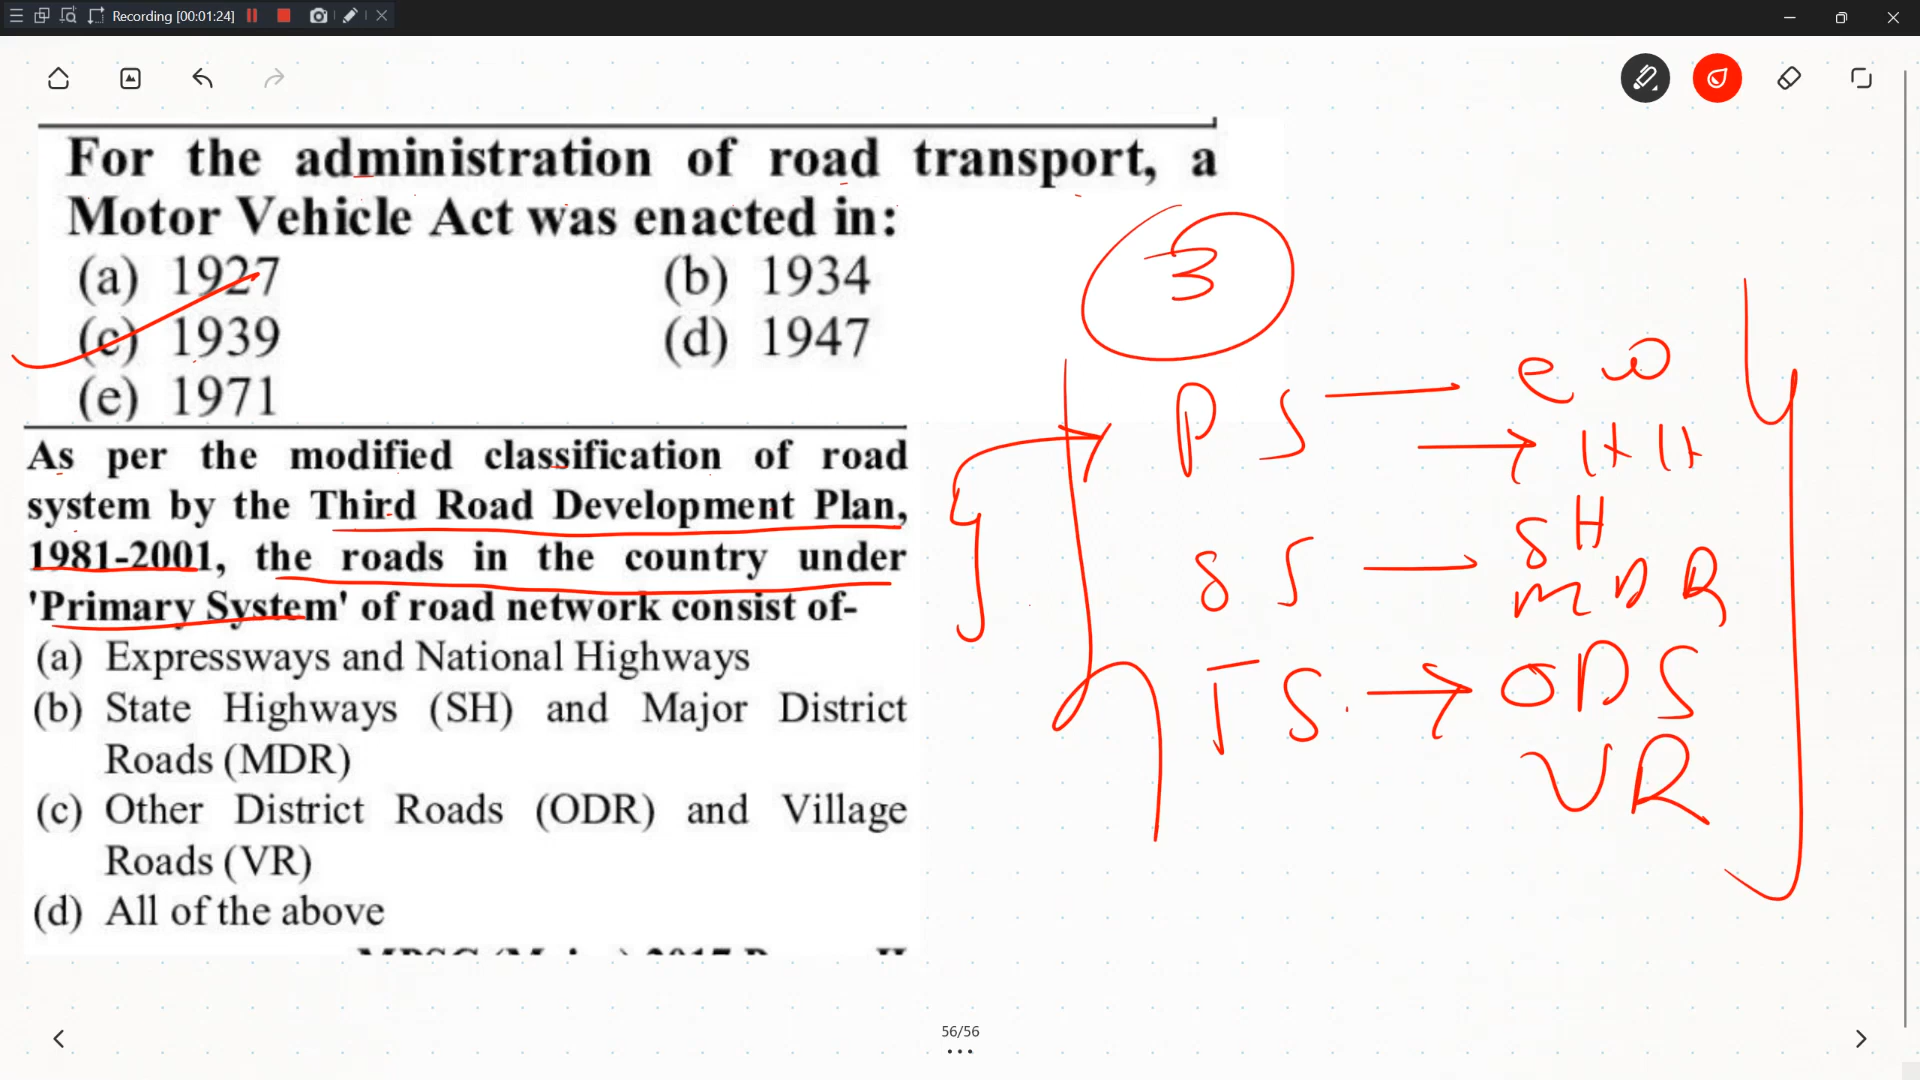 Recording [00:01:24]
For the administration of road transport, a
Motor Vehicle Act was enacted in:
(a) 1927 (b) 1934
(c) 1939 (d) 1947
(e) 1971
As per the modified classification of road
system by the Third Road Development Plan,
1981-2001, the roads in the country under
'Primary System' of road network consist of-
(a) Expressways and National Highways
(b) State Highways (SH) and Major District
Roads (MDR)
(c) Other District Roads (ODR) and Village
Roads (VR)
(d) All of the above
3
PS
SS
SH
MDR
TS
ODS
VR
56/56